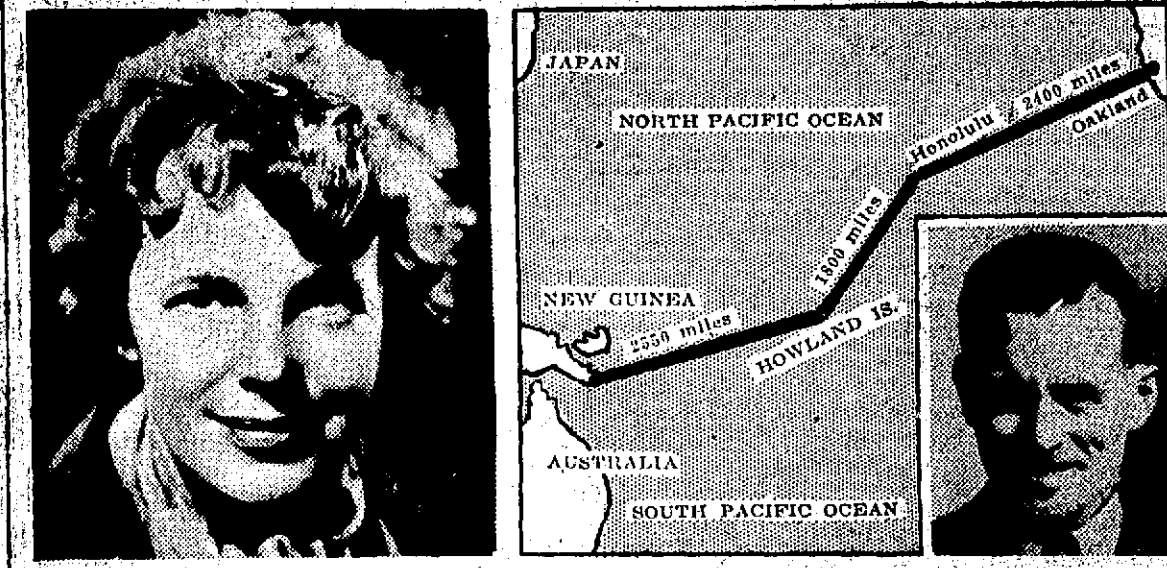 JAPAN
NORTH PACIFIC OCEAN
Honolulu
2400 miles
Oakland
1800 miles
NEW GUINEA
2550 miles
HOWLAND IS.
AUSTRALIA
SOUTH PACIFIC OCEAN